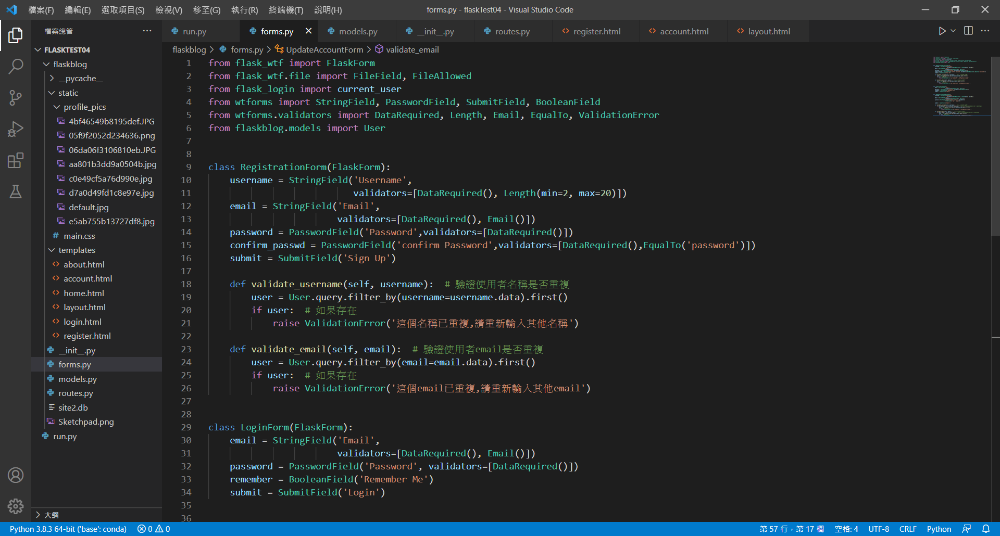 檔案(F) 編輯(E) 選取項目(S) 檢視(V) 移至(G) 執行(R) 終端機(T) 說明(H) forms.py - flaskTest04 - Visual Studio Code
檔案總管
run.py forms.py models.py __init__.py routes.py register.html account.html layout.html
FLASKTEST04
flaskblog
__pycache__
static
profile_pics
4bf46549b8195def.JPG
05f9f2052d234636.png
06da06f3106810eb.JPG
aa801b3dd9a0504b.jpg
c0e49cf5a76d990e.jpg
d7a0d49fd1c8e97e.jpg
default.jpg
e5ab755b13727df8.jpg
main.css
templates
about.html
account.html
home.html
layout.html
login.html
register.html
__init__.py
forms.py
models.py
routes.py
site2.db
Sketchpad.png
run.py
大綱
flaskblog > forms.py > UpdateAccountForm > validate_email
1 from flask_wtf import FlaskForm
2 from flask_wtf.file import FileField, FileAllowed
3 from flask_login import current_user
4 from wtforms import StringField, PasswordField, SubmitField, BooleanField
5 from wtforms.validators import DataRequired, Length, Email, EqualTo, ValidationError
6 from flaskblog.models import User
7
8
9 class RegistrationForm(FlaskForm):
10 username = StringField('Username',
11 validators=[DataRequired(), Length(min=2, max=20)])
12 email = StringField('Email',
13 validators=[DataRequired(), Email()])
14 password = PasswordField('Password',validators=[DataRequired()])
15 confirm_passwd = PasswordField('confirm Password',validators=[DataRequired(),EqualTo('password')])
16 submit = SubmitField('Sign Up')
17
18 def validate_username(self, username): # 驗證使用者名稱是否重複
19 user = User.query.filter_by(username=username.data).first()
20 if user: # 如果存在
21 raise ValidationError('這個名稱已重複,請重新輸入其他名稱')
22
23 def validate_email(self, email): # 驗證使用者email是否重複
24 user = User.query.filter_by(email=email.data).first()
25 if user: # 如果存在
26 raise ValidationError('這個email已重複,請重新輸入其他email')
27
28
29 class LoginForm(FlaskForm):
30 email = StringField('Email',
31 validators=[DataRequired(), Email()])
32 password = PasswordField('Password', validators=[DataRequired()])
33 remember = BooleanField('Remember Me')
34 submit = SubmitField('Login')
35
36
Python 3.8.3 64-bit ('base': conda) 0 0 第 57 行，第 17 欄 空格: 4 UTF-8 CRLF Python